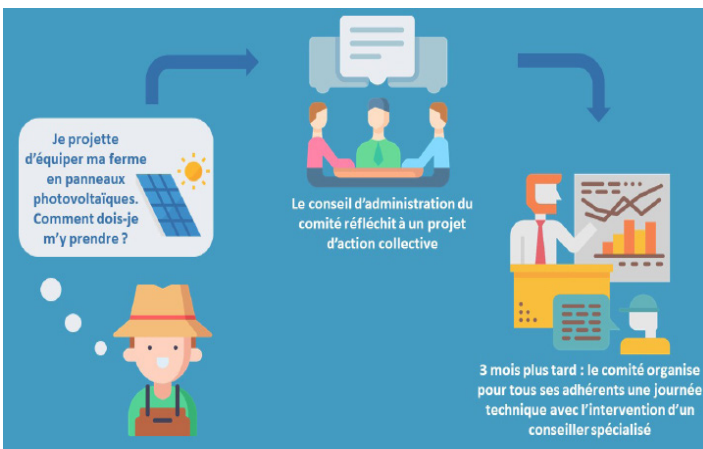 Je projette
d'équiper ma ferme
en panneaux
photovoltaïques.
Comment dois-je
m'y prendre ?
Le conseil d'administration du
comité réfléchit à un projet
d'action collective
3 mois plus tard : le comité organise
pour tous ses adhérents une journée
technique avec l'intervention d'un
conseiller spécialisé